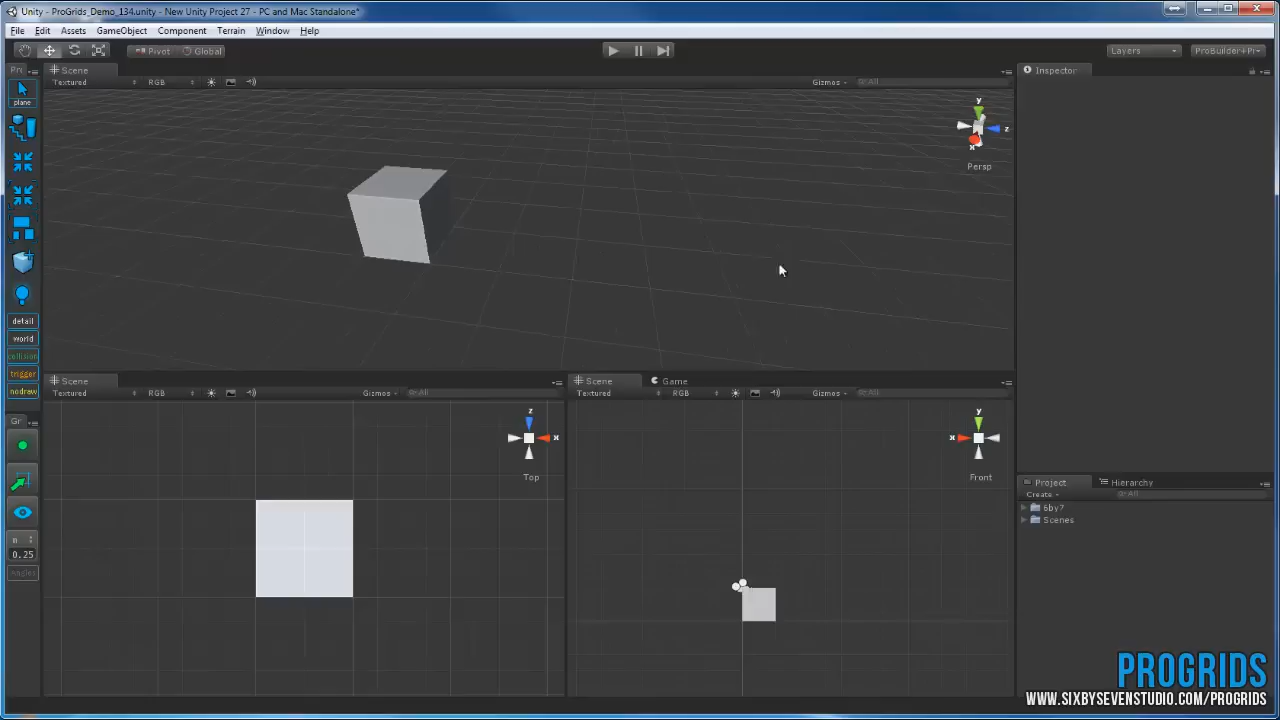 Unity - ProGrids_Demo_134.unity - New Unity Project 27 - PC and Mac Standalone*
File Edit Assets GameObject Component Terrain Window Help
Pivot Global Layers ProBuilder+Pr
Pr Scene Inspector
Textured RGB Gizmos All
plane
y
z
x
Persp
detail
world
collision
trigger
nodraw
Scene Scene Game
Textured RGB Gizmos All Textured RGB Gizmos All
Gr
z y
x x
Top Front
Project Hierarchy
Create All
6by7
Scenes
m
0.25
Angles
PROGRIDS
WWW.SIXBYSEVENSTUDIO.COM/PROGRIDS